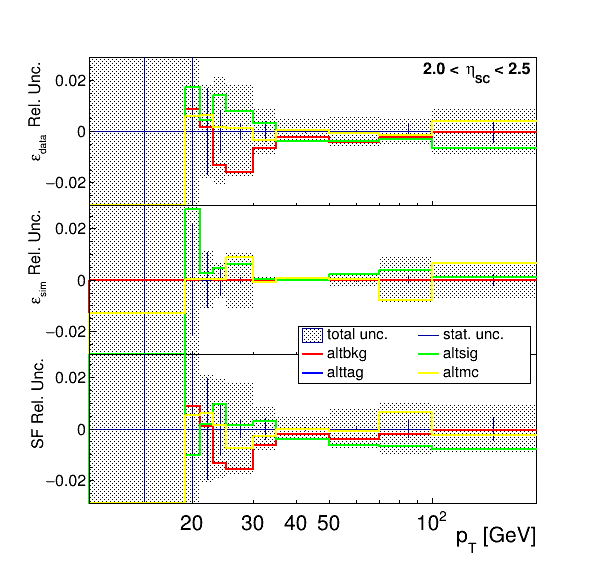 2.0 < η_SC < 2.5
ε_data Rel. Unc.
0.02
0
−0.02
ε_sim Rel. Unc.
0.02
0
−0.02
total unc. stat. unc.
altbkg altsig
alttag altmc
SF Rel. Unc.
0.02
0
−0.02
20 30 40 50 10²
p_T [GeV]